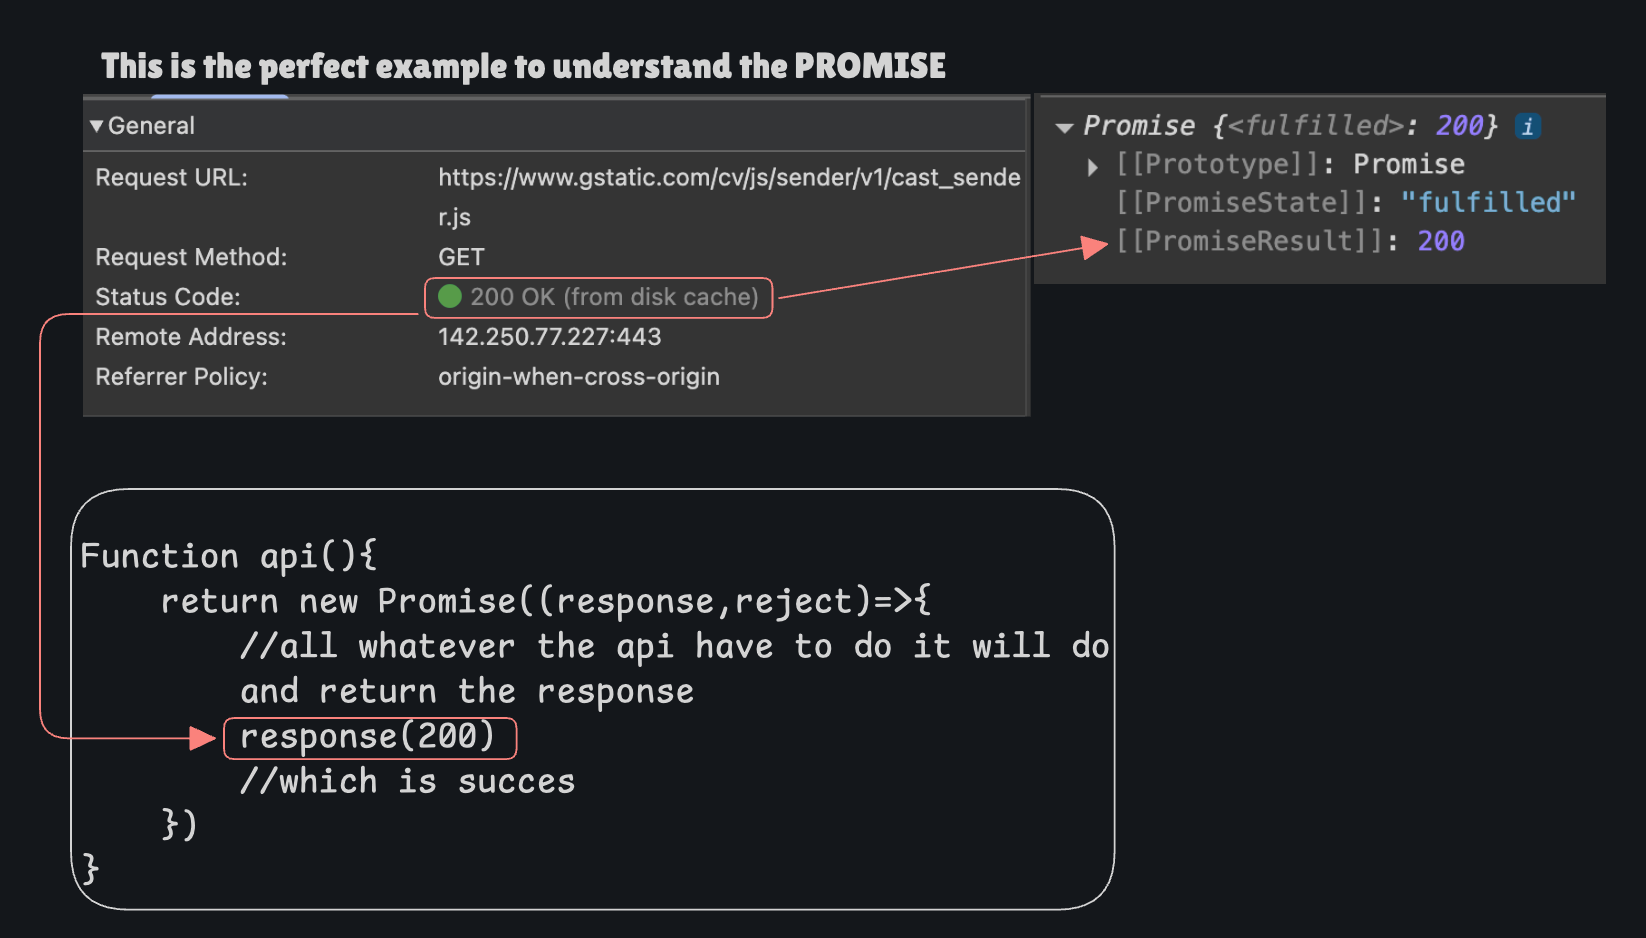 This is the perfect example to understand the PROMISE
▼General
Request URL: https://www.gstatic.com/cv/js/sender/v1/cast_sende
r.js
Request Method: GET
Status Code: 200 OK (from disk cache)
Remote Address: 142.250.77.227:443
Referrer Policy: origin-when-cross-origin
Promise {<fulfilled>: 200} i
[[Prototype]]: Promise
[[PromiseState]]: "fulfilled"
[[PromiseResult]]: 200
Function api(){
return new Promise((response,reject)=>{
//all whatever the api have to do it will do
and return the response
response(200)
//which is succes
})
}